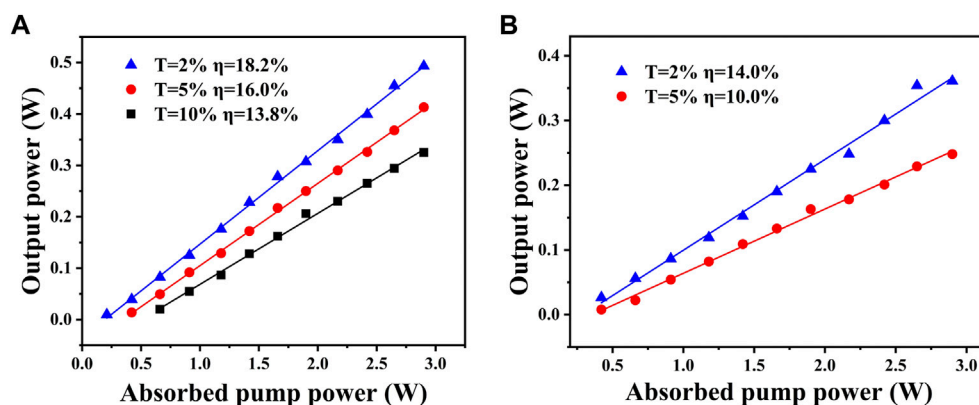 A
T=2% η=18.2%
T=5% η=16.0%
T=10% η=13.8%
0.5
0.4
0.3
0.2
0.1
0.0
Output power (W)
0.0 0.5 1.0 1.5 2.0 2.5 3.0
Absorbed pump power (W)
B
T=2% η=14.0%
T=5% η=10.0%
0.4
0.3
0.2
0.1
0.0
Output power (W)
0.5 1.0 1.5 2.0 2.5 3.0
Absorbed pump power (W)